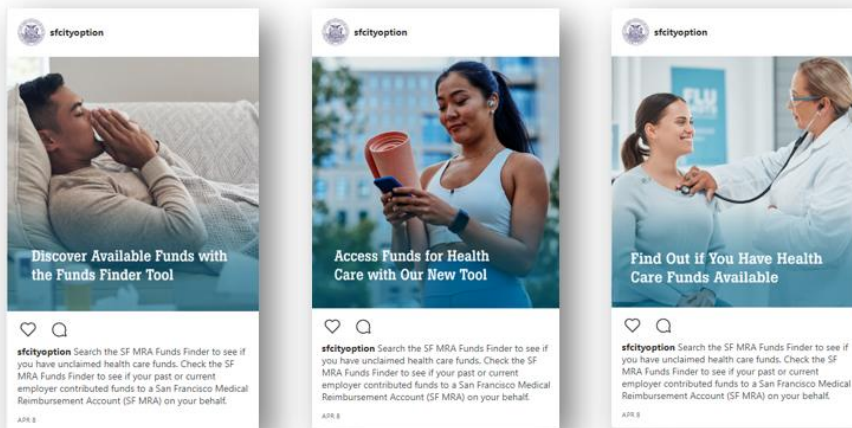 sfcityoption
Discover Available Funds with
the Funds Finder Tool
sfcityoption Search the SF MRA Funds Finder to see if
you have unclaimed health care funds. Check the SF
MRA Funds Finder to see if your past or current
employer contributed funds to a San Francisco Medical
Reimbursement Account (SF MRA) on your behalf.
APR 8
sfcityoption
Access Funds for Health
Care with Our New Tool
sfcityoption Search the SF MRA Funds Finder to see if
you have unclaimed health care funds. Check the SF
MRA Funds Finder to see if your past or current
employer contributed funds to a San Francisco Medical
Reimbursement Account (SF MRA) on your behalf.
APR 8
sfcityoption
FLU
Find Out if You Have Health
Care Funds Available
sfcityoption Search the SF MRA Funds Finder to see if
you have unclaimed health care funds. Check the SF
MRA Funds Finder to see if your past or current
employer contributed funds to a San Francisco Medical
Reimbursement Account (SF MRA) on your behalf.
APR 8